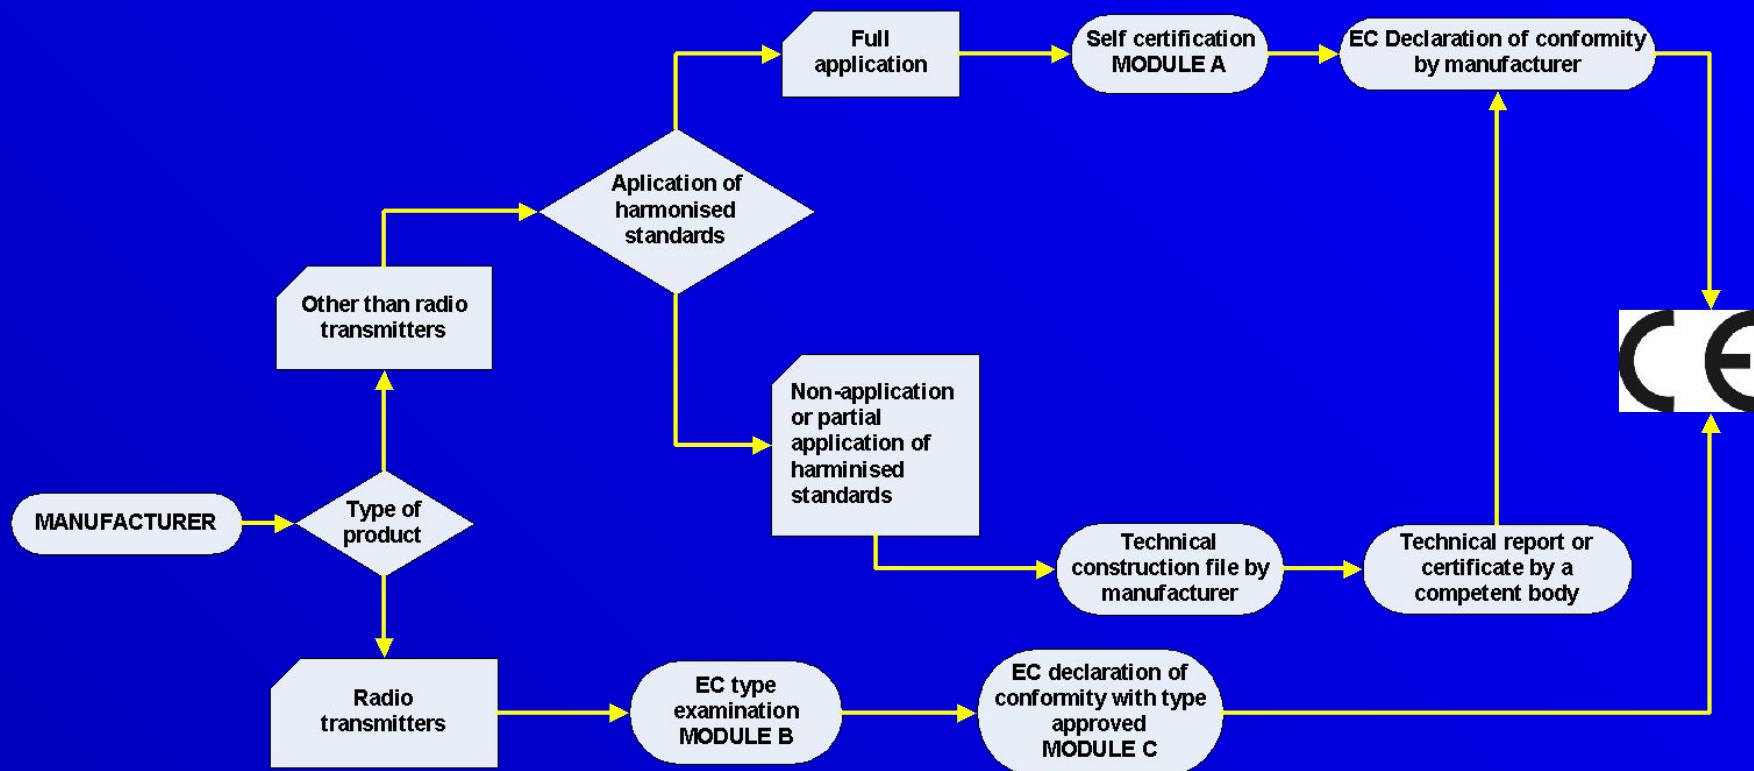 Full
application
Self certification
MODULE A
EC Declaration of conformity
by manufacturer
Aplication of
harmonised
standards
Other than radio
transmitters
CE
Non-application
or partial
application of
harminised
standards
MANUFACTURER
Type of
product
Technical
construction file by
manufacturer
Technical report or
certificate by a
competent body
Radio
transmitters
EC type
examination
MODULE B
EC declaration of
conformity with type
approved
MODULE C